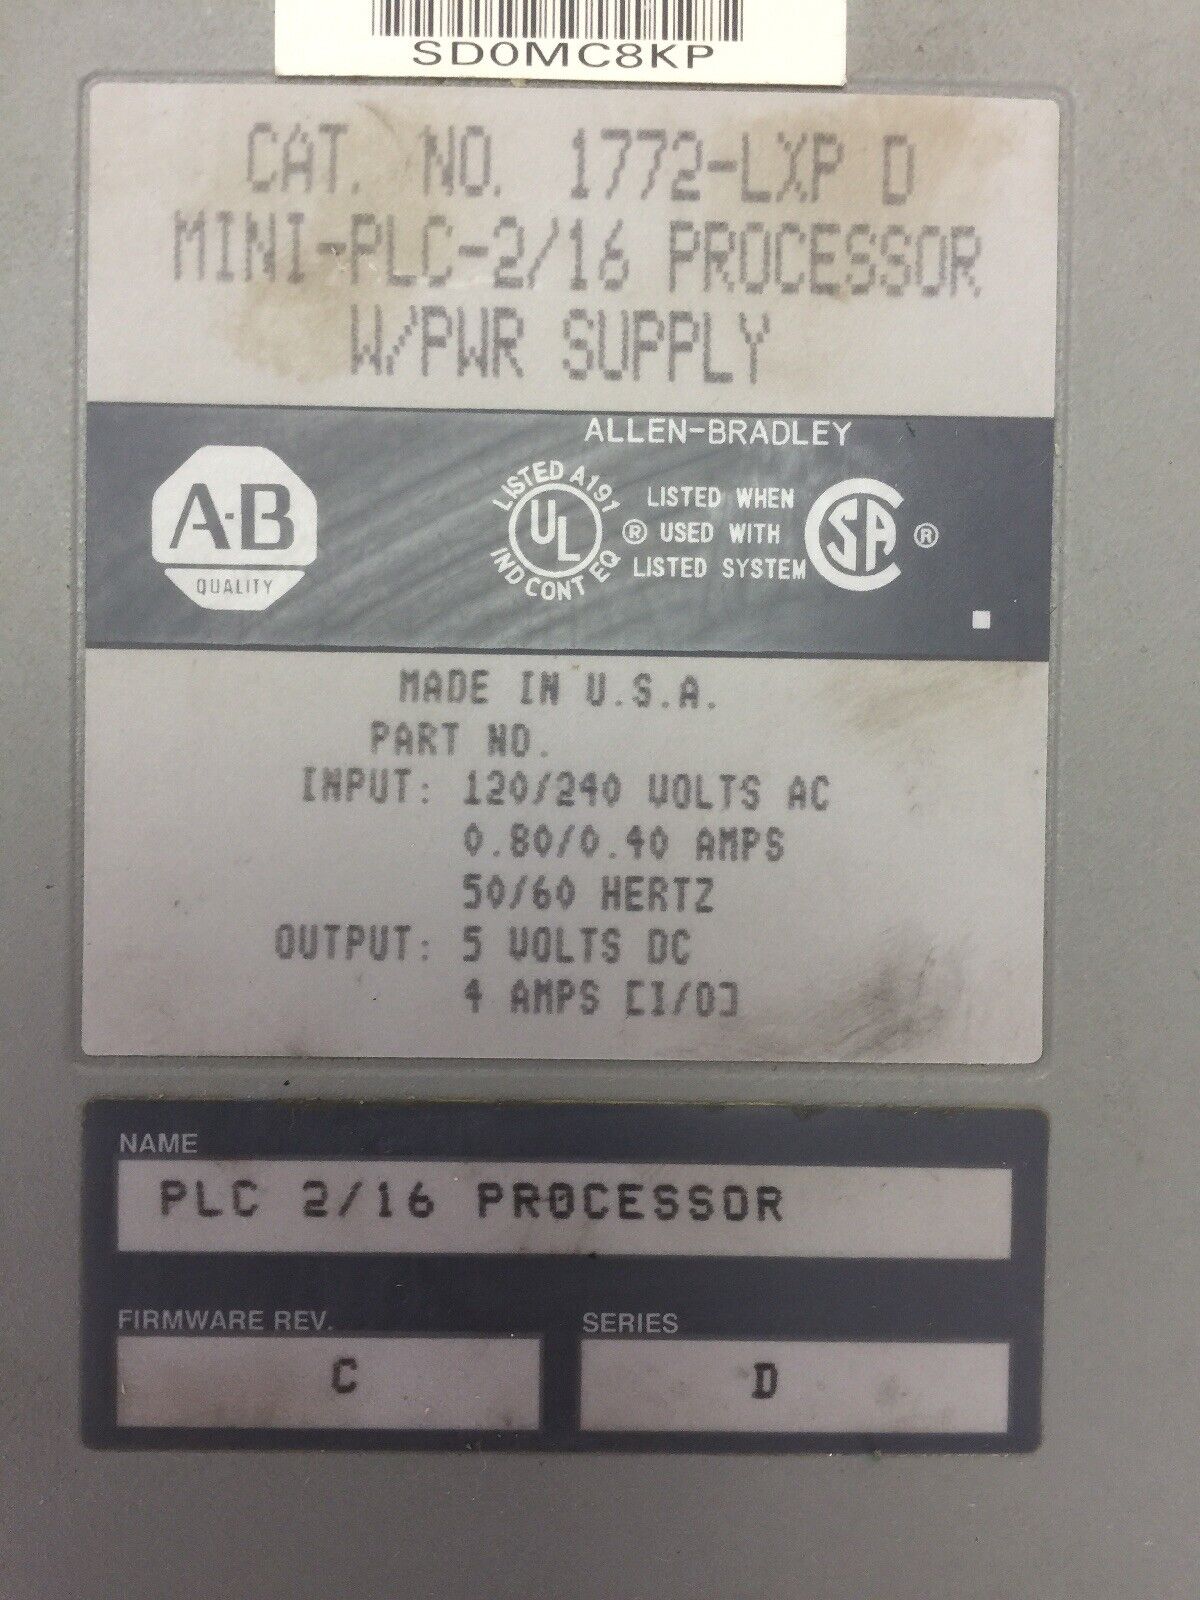 SD0MC8KP
CAT. NO. 1772-LXP D
MINI-PLC-2/16 PROCESSOR
W/PWR SUPPLY
ALLEN-BRADLEY
A-B
QUALITY
LISTED A191
UL
IND CONT EQ
®
LISTED WHEN
USED WITH
LISTED SYSTEM
SA
®
MADE IN U.S.A.
PART NO.
INPUT: 120/240 VOLTS AC
0.80/0.40 AMPS
50/60 HERTZ
OUTPUT: 5 VOLTS DC
4 AMPS [I/O]
NAME
PLC 2/16 PROCESSOR
FIRMWARE REV.
C
SERIES
D